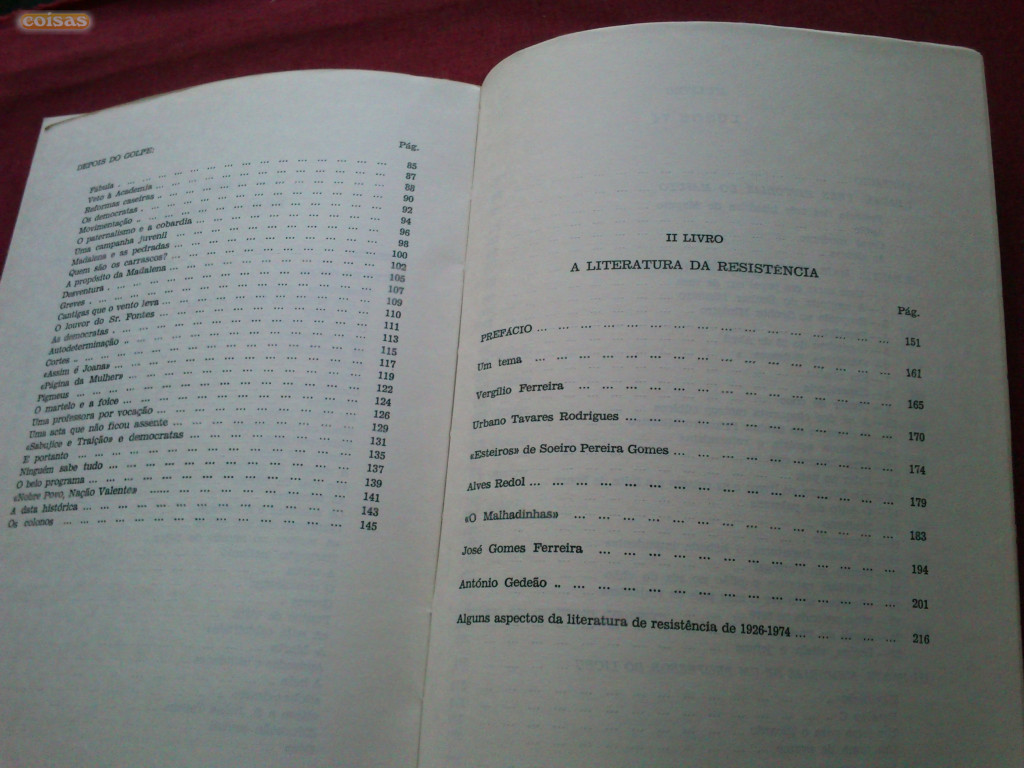 coisas
DEPOIS DO GOLPE:
Pág.
Fábula ... 85
Voto à Academia ... 87
Reformas caseiras ... 88
Os democratas ... 90
Movimentação ... 92
O paternalismo e a cobardia ... 94
Uma campanha juvenil ... 96
e as pedradas ... 98
Quem são os carrascos? ... 100
A propósito da Madalena ... 102
Desventura ... 105
Greves ... 107
Cantigas que o vento leva ... 109
O louvor do Sr. Fontes ... 110
As democratas ... 111
Autodeterminação ... 113
Cortes ... 115
«Assim é Joana» ... 117
«Página da Mulher» ... 119
Pigmeus ... 122
O martelo e a foice ... 124
Uma professora por vocação ... 126
Uma acta que não ficou assente ... 129
«Sabujice e Traição» e democratas ... 131
E portanto ... 135
Ninguém sabe tudo ... 137
O belo programa ... 139
«Nobre Povo, Nação Valente» ... 141
A data histórica ... 143
Os colonos ... 145
II LIVRO
A LITERATURA DA RESISTÊNCIA
Pág.
PREFÁCIO ... 151
Um tema ... 161
Vergílio Ferreira ... 165
Urbano Tavares Rodrigues ... 170
«Esteiros» de Soeiro Pereira Gomes ... 174
Alves Redol ... 179
«O Malhadinhas» ... 183
José Gomes Ferreira ... 194
António Gedeão ... 201
Alguns aspectos da literatura de resistência de 1926-1974 ... 216